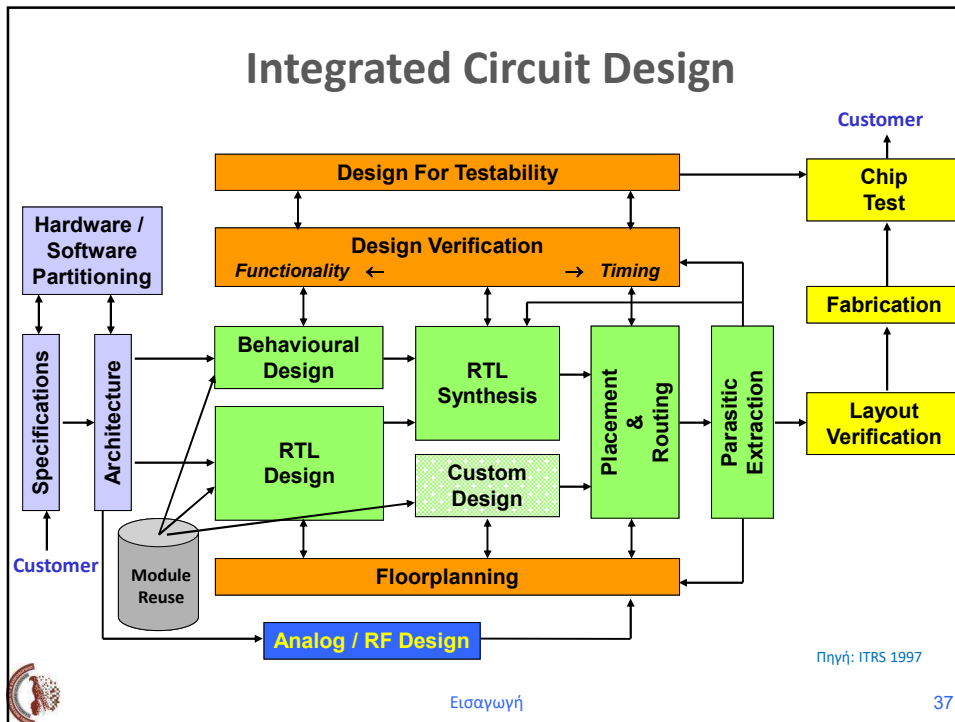 Integrated Circuit Design
Customer
Design For Testability
Chip
Test
Hardware /
Software
Partitioning
Design Verification
Functionality ← → Timing
Fabrication
Specifications
Architecture
Behavioural
Design
RTL
Synthesis
Placement
&
Routing
Parasitic
Extraction
Layout
Verification
RTL
Design
Custom
Design
Customer
Module
Reuse
Floorplanning
Analog / RF Design
Πηγή: ITRS 1997
Εισαγωγή
37